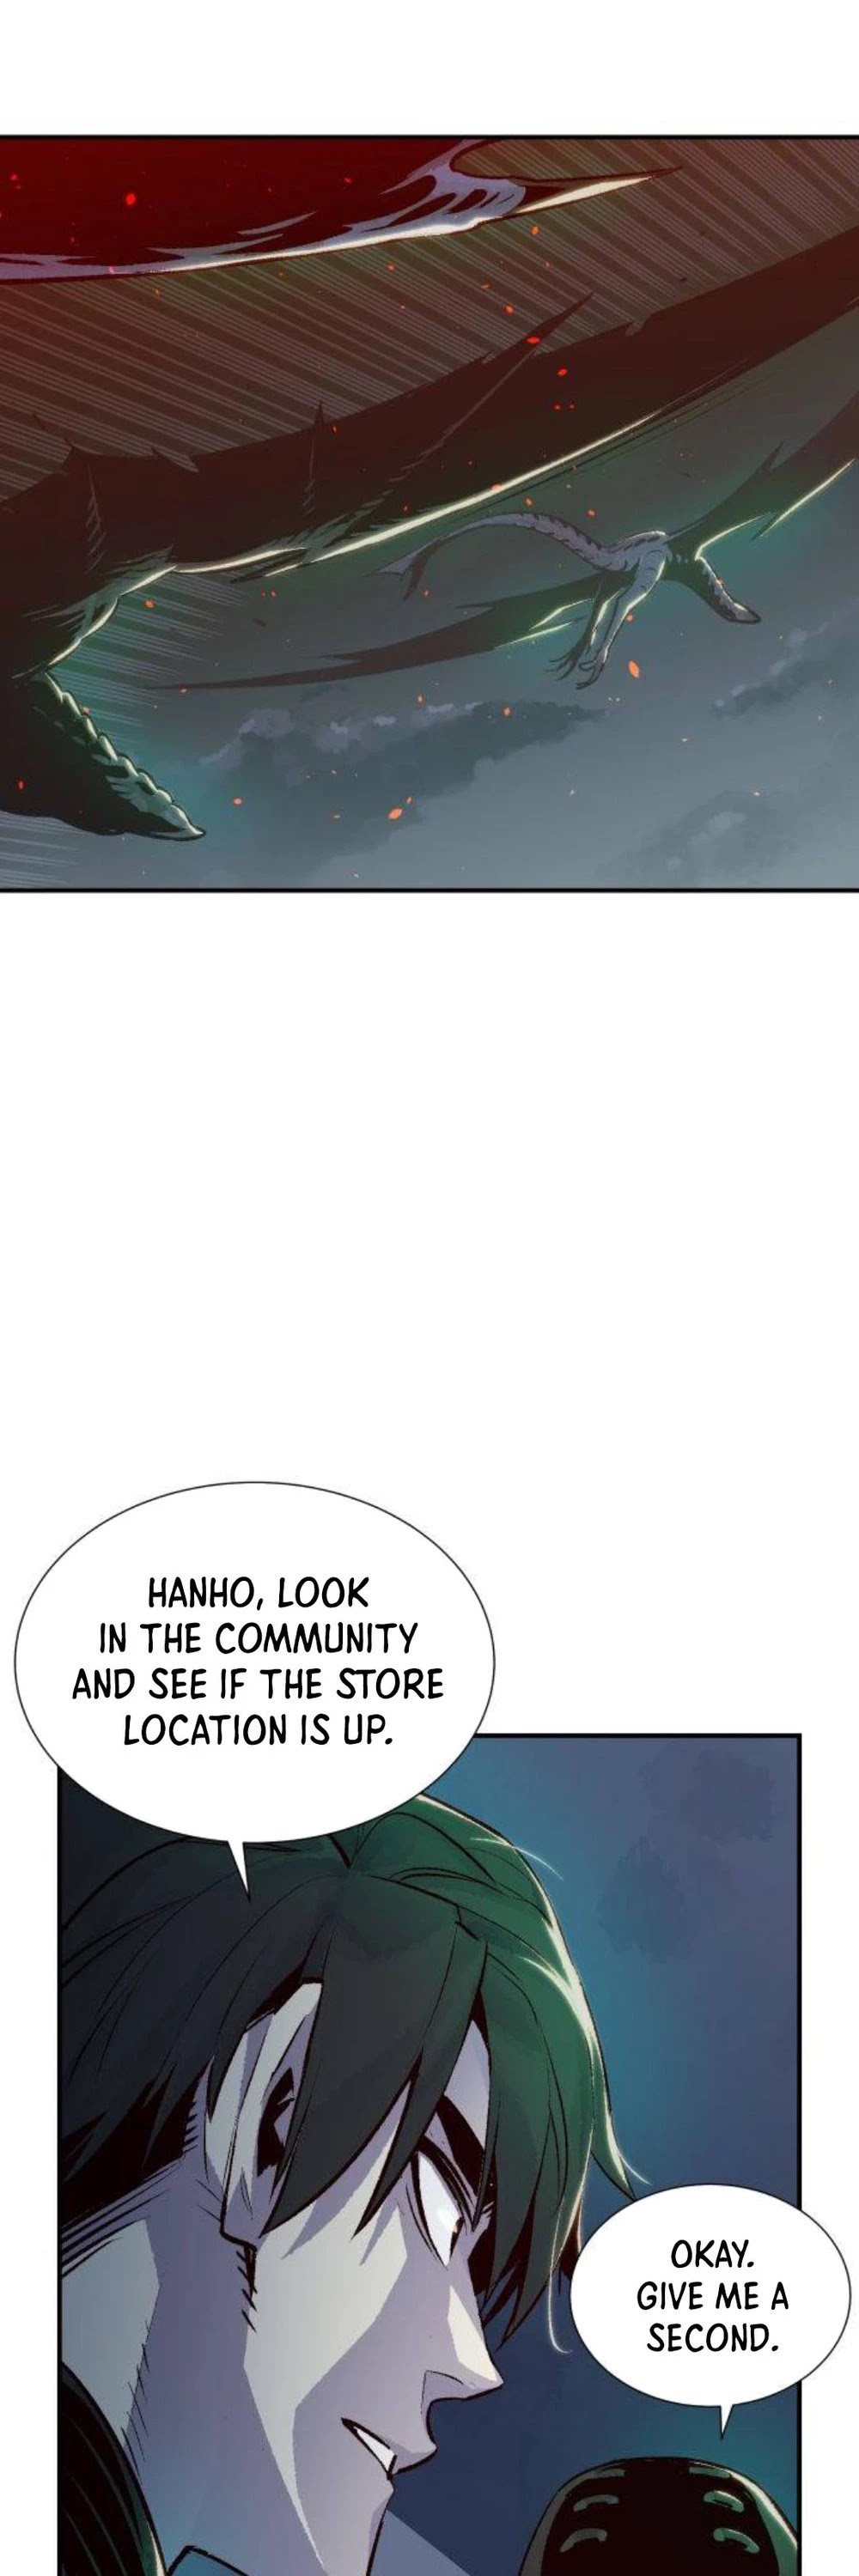 HANHO, LOOK
IN THE COMMUNITY
AND SEE IF THE STORE
LOCATION IS UP.
OKAY.
GIVE ME A
SECOND.